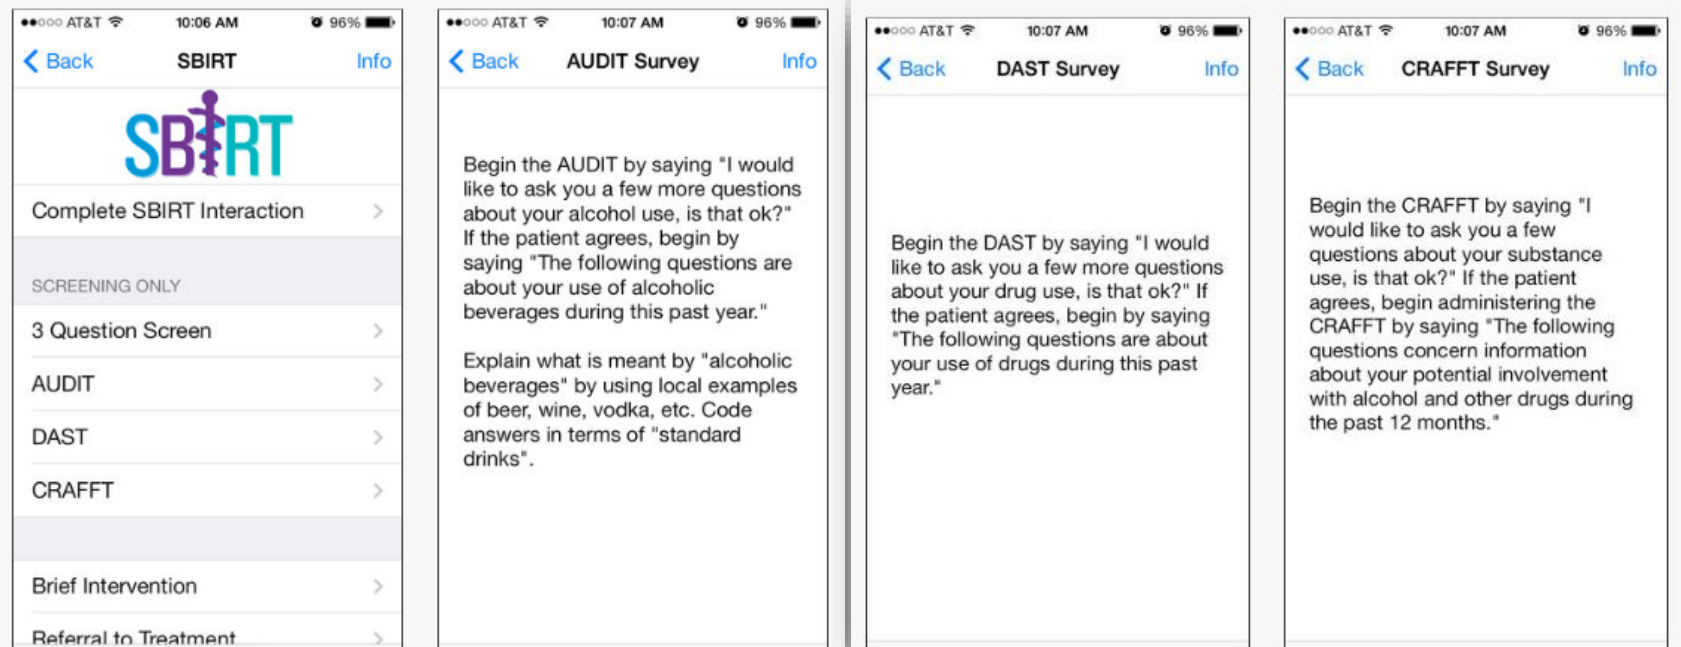 ●●○○○ AT&T 10:06 AM 96%
Back SBIRT Info
SBIRT
Complete SBIRT Interaction
SCREENING ONLY
3 Question Screen
AUDIT
DAST
CRAFFT
Brief Intervention
Referral to Treatment
●●○○○ AT&T 10:07 AM 96%
Back AUDIT Survey Info
Begin the AUDIT by saying "I would
like to ask you a few more questions
about your alcohol use, is that ok?"
If the patient agrees, begin by
saying "The following questions are
about your use of alcoholic
beverages during this past year."
Explain what is meant by "alcoholic
beverages" by using local examples
of beer, wine, vodka, etc. Code
answers in terms of "standard
drinks".
●●○○○ AT&T 10:07 AM 96%
Back DAST Survey Info
Begin the DAST by saying "I would
like to ask you a few more questions
about your drug use, is that ok?" If
the patient agrees, begin by saying
"The following questions are about
your use of drugs during this past
year."
●●○○○ AT&T 10:07 AM 96%
Back CRAFFT Survey Info
Begin the CRAFFT by saying "I
would like to ask you a few
questions about your substance
use, is that ok?" If the patient
agrees, begin administering the
CRAFFT by saying "The following
questions concern information
about your potential involvement
with alcohol and other drugs during
the past 12 months."